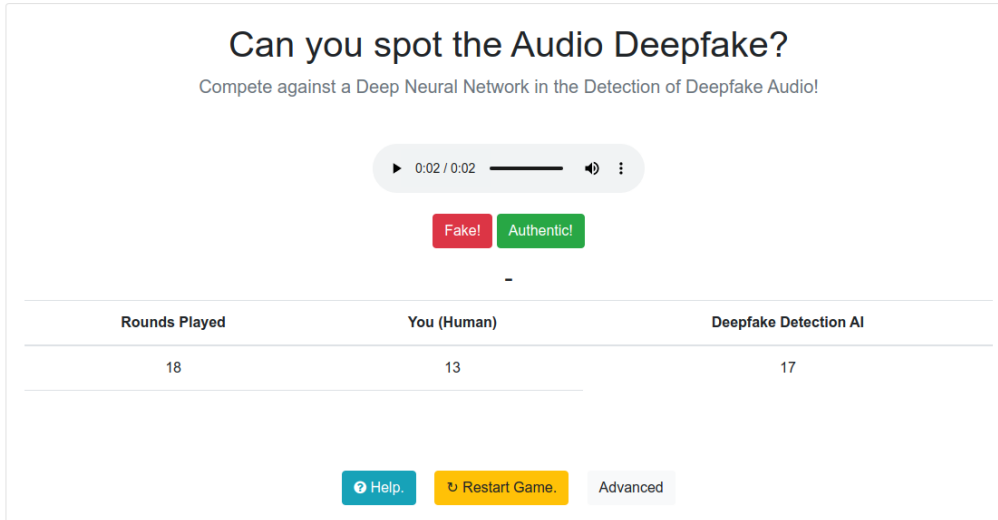 Can you spot the Audio Deepfake?
Compete against a Deep Neural Network in the Detection of Deepfake Audio!
0:02 / 0:02
Fake! Authentic!
-
Rounds Played You (Human) Deepfake Detection AI
18 13 17
? Help. ↻ Restart Game. Advanced